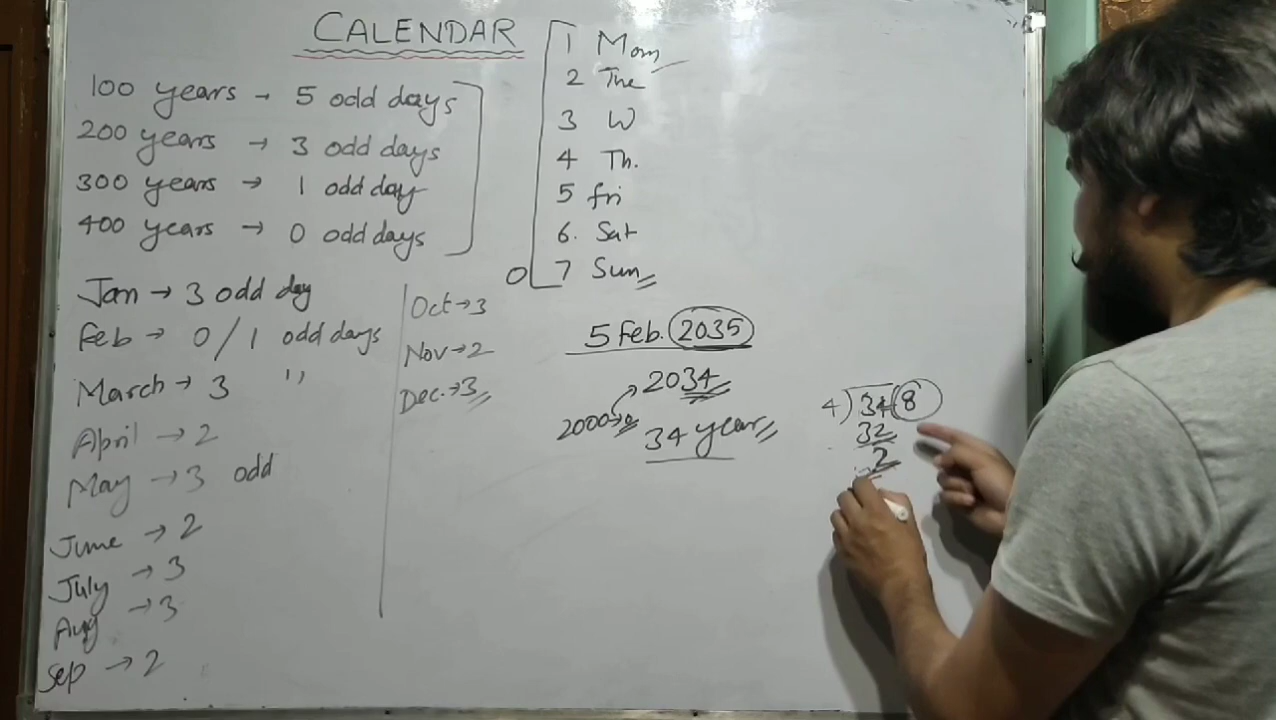 CALENDAR
100 years → 5 odd days
200 years → 3 odd days
300 years → 1 odd day
400 years → 0 odd days
1 Mon
2 Tue
3 W
4 Th.
5 fri
6. Sat
0 7 Sun
Jan → 3 odd day
Feb → 0/1 odd days
March → 3 "
April → 2
May → 3 odd
June → 2
July → 3
Aug → 3
Sep → 2
Oct → 3
Nov → 2
Dec. → 3
5 Feb. 2035
2034
2000 →
34 years
4) 34 (8
32
2